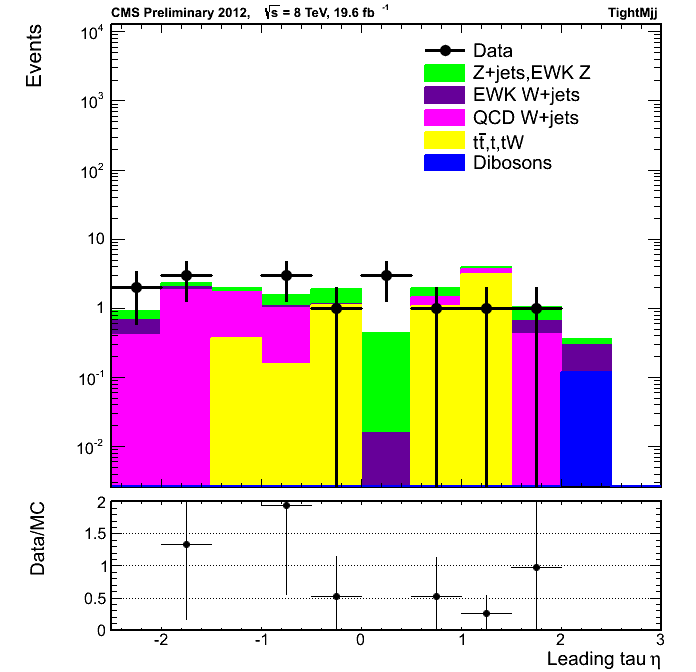 CMS Preliminary 2012, √s = 8 TeV, 19.6 fb⁻¹ TightMjj
Events
10⁴
10³
10²
10
1
10⁻¹
10⁻²
Data
Z+jets,EWK Z
EWK W+jets
QCD W+jets
tt̅,t,tW
Dibosons
Data/MC
2
1.5
1
0.5
0
-2 -1 0 1 2 3
Leading tau η